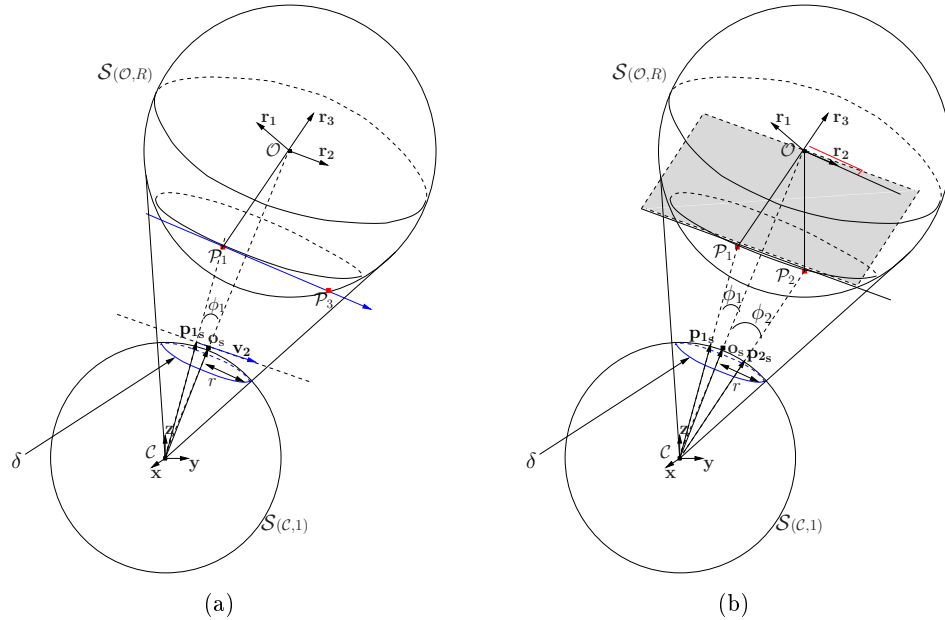 S(O,R)
r1
r3
O
r2
P1
P3
ϕ1
p1s
os
v2
r
z
C
x
y
δ
S(C,1)
(a)
S(O,R)
r1
r3
O
r2
P1
P2
ϕ1
ϕ2
p1s
os
p2s
r
z
C
x
y
δ
S(C,1)
(b)